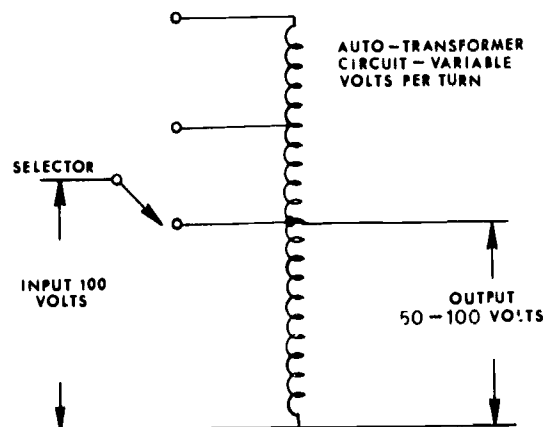 AUTO-TRANSFORMER
CIRCUIT-VARIABLE
VOLTS PER TURN
SELECTOR
INPUT 100
VOLTS
OUTPUT
50-100 VOLTS